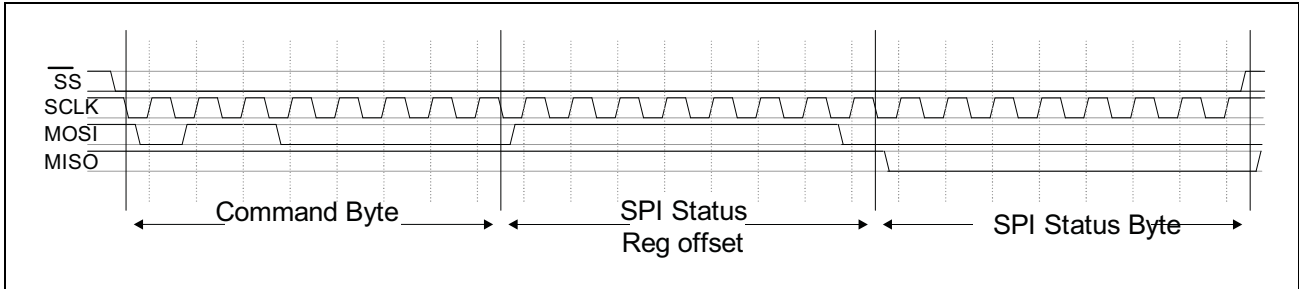 SS
SCLK
MOSI
MISO
Command Byte
SPI Status
Reg offset
SPI Status Byte